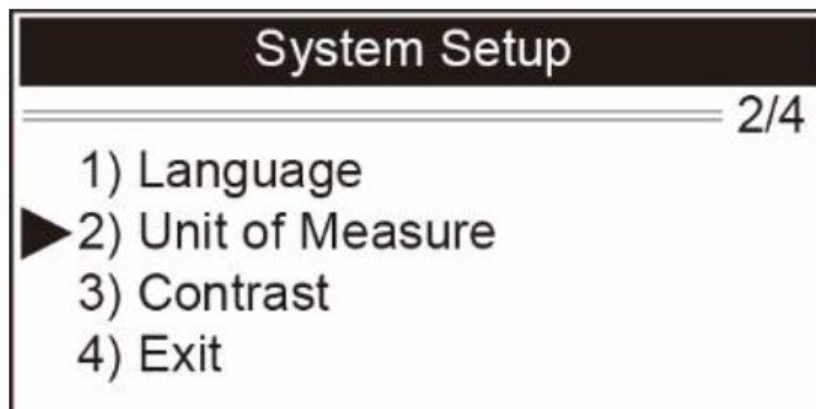 System Setup
2/4
1) Language
2) Unit of Measure
3) Contrast
4) Exit